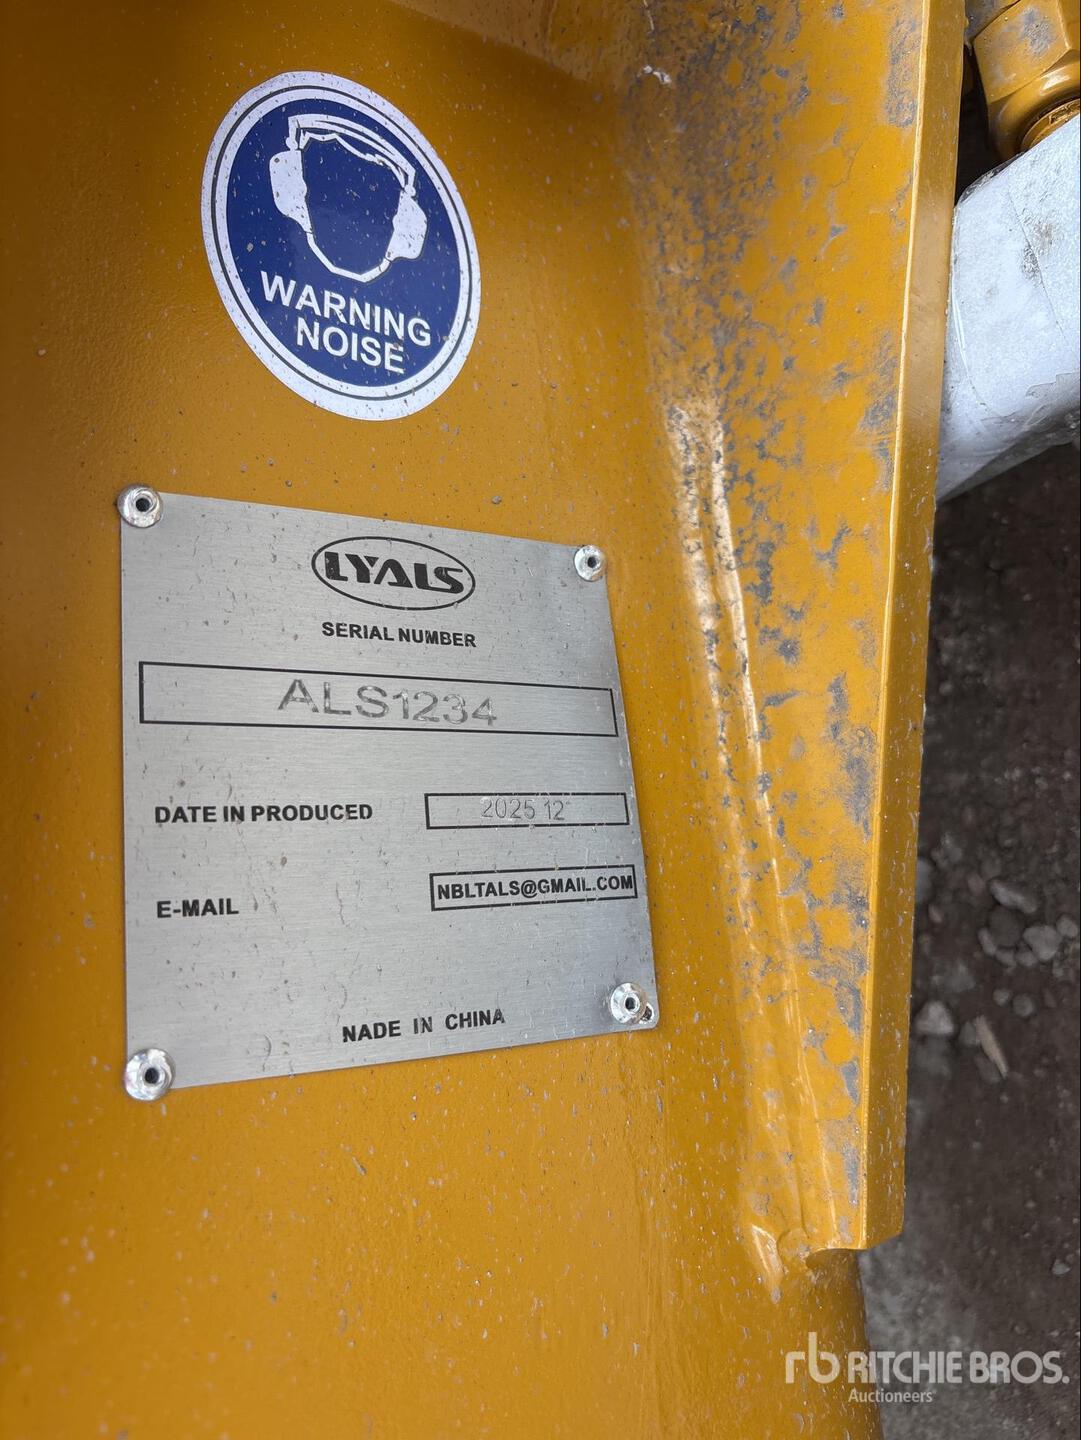 WARNING
NOISE
LYALS
SERIAL NUMBER
ALS1234
DATE IN PRODUCED 2025 12
E-MAIL NBLTALS@GMAIL.COM
NADE IN CHINA
rb RITCHIE BROS.
Auctioneers